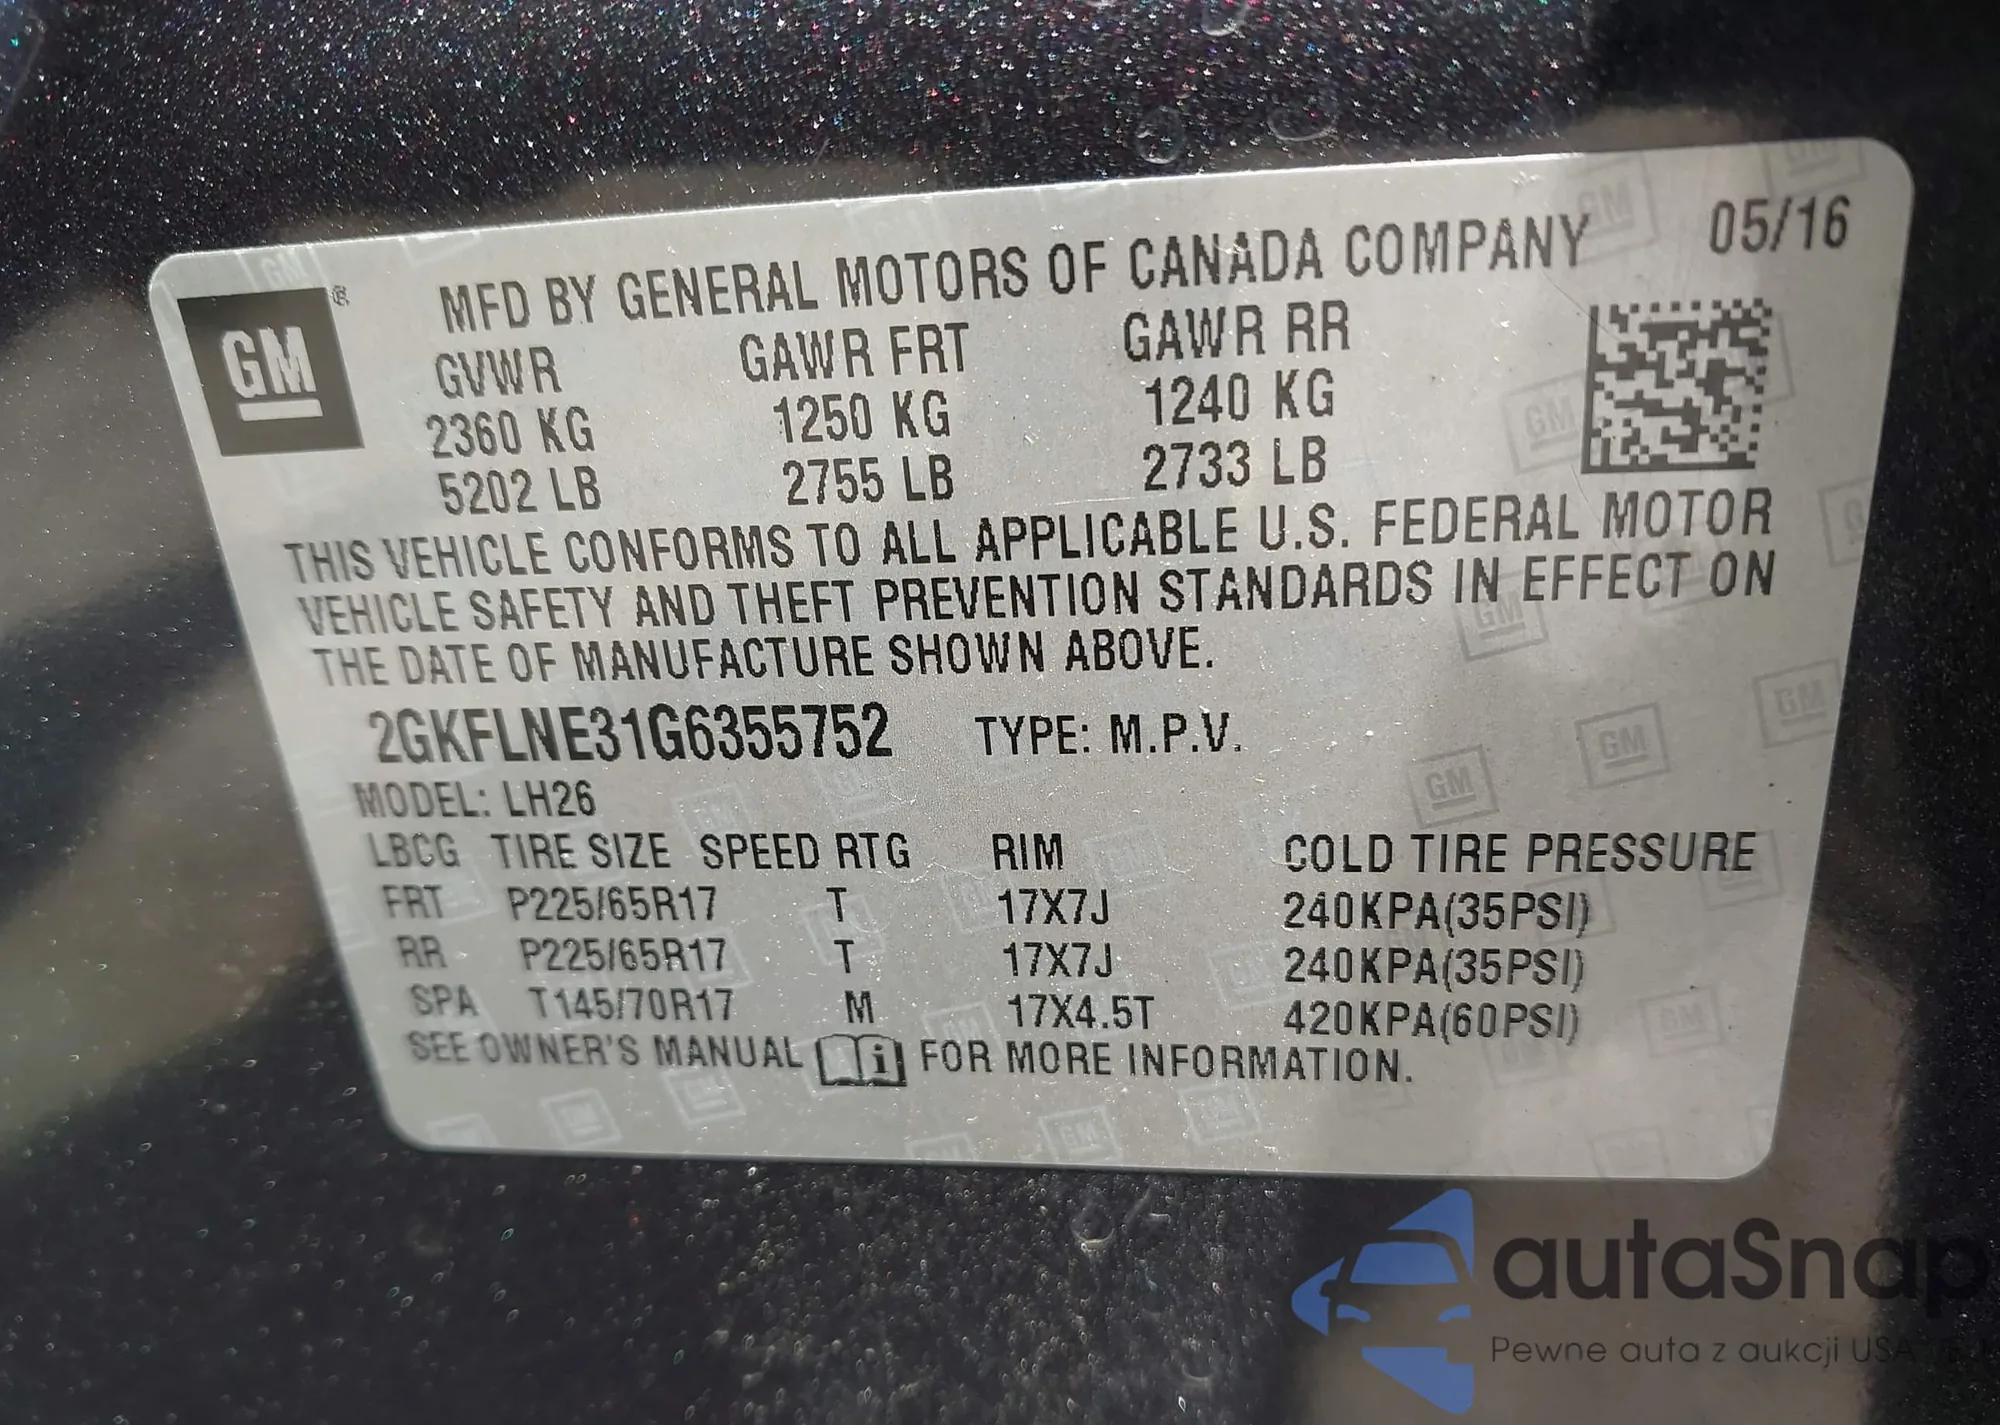 GM®
MFD BY GENERAL MOTORS OF CANADA COMPANY 05/16
GVWR GAWR FRT GAWR RR
2360 KG 1250 KG 1240 KG
5202 LB 2755 LB 2733 LB
THIS VEHICLE CONFORMS TO ALL APPLICABLE U.S. FEDERAL MOTOR
VEHICLE SAFETY AND THEFT PREVENTION STANDARDS IN EFFECT ON
THE DATE OF MANUFACTURE SHOWN ABOVE.
2GKFLNE31G6355752 TYPE: M.P.V.
MODEL: LH26
LBCG TIRE SIZE SPEED RTG RIM COLD TIRE PRESSURE
FRT P225/65R17 T 17X7J 240KPA(35PSI)
RR P225/65R17 T 17X7J 240KPA(35PSI)
SPA T145/70R17 M 17X4.5T 420KPA(60PSI)
SEE OWNER'S MANUAL i FOR MORE INFORMATION.
autaSnap
Pewne auta z aukcji USA